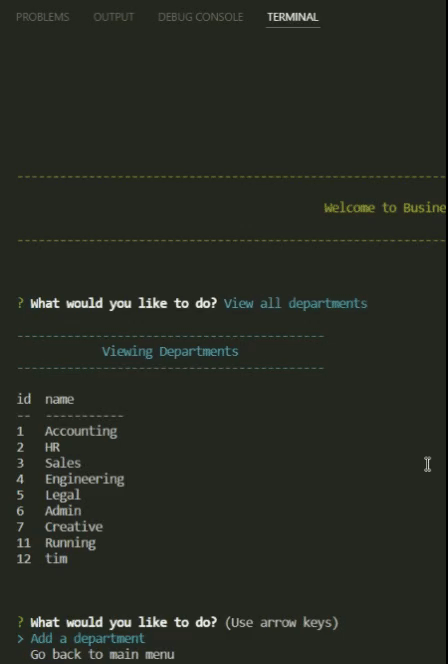 PROBLEMS OUTPUT DEBUG CONSOLE TERMINAL
--------------------------------------------------------
Welcome to Busine
--------------------------------------------------------
? What would you like to do? View all departments
---------------------------------------
Viewing Departments
---------------------------------------
id name
-- -----------
1 Accounting
2 HR
3 Sales
4 Engineering
5 Legal
6 Admin
7 Creative
11 Running
12 tim
? What would you like to do? (Use arrow keys)
> Add a department
Go back to main menu